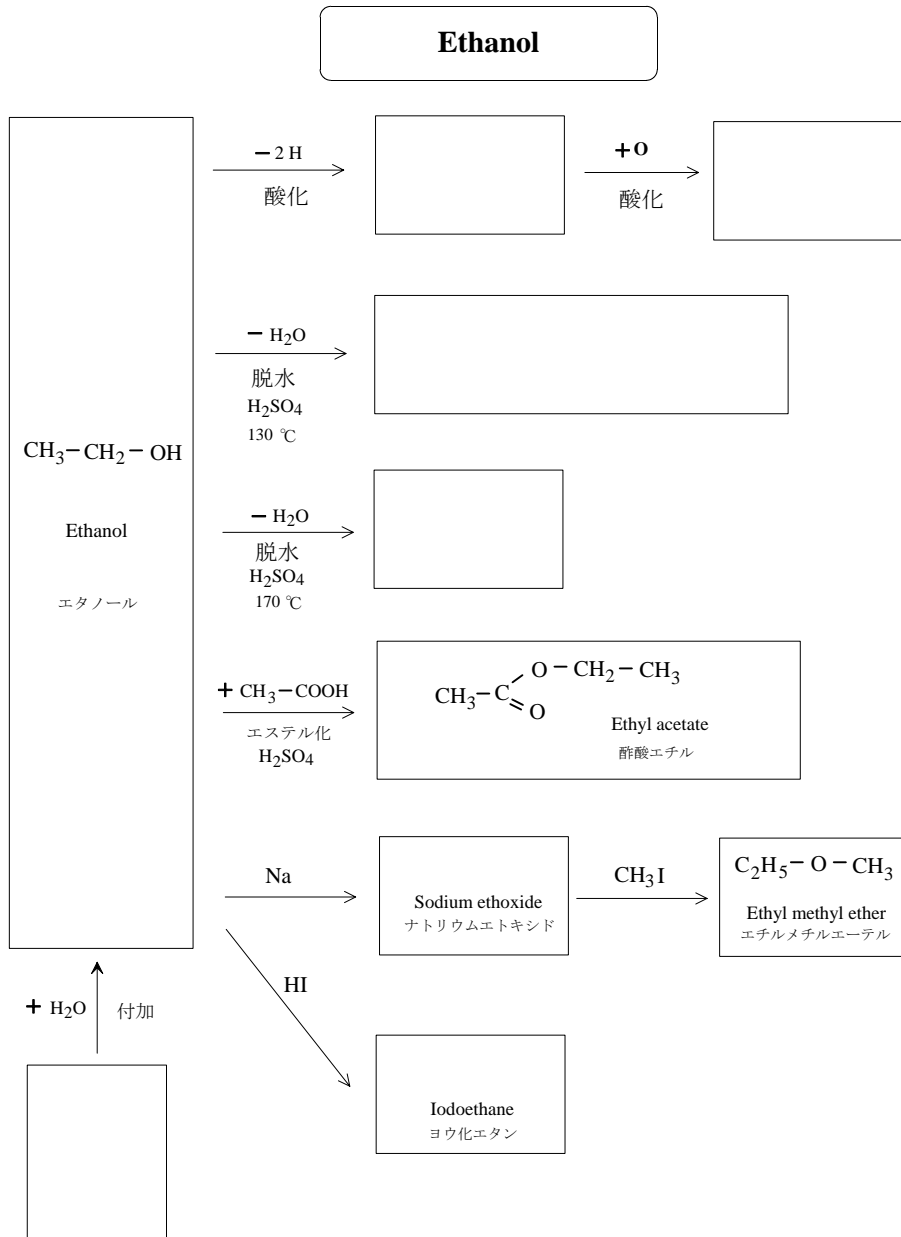 Ethanol
− 2 H
酸化
+O
酸化
− H2O
脱水
H2SO4
130 ℃
CH3−CH2− OH
Ethanol
エタノール
− H2O
脱水
H2SO4
170 ℃
+ CH3−COOH
エステル化
H2SO4
O − CH2− CH3
CH3− C
O
Ethyl acetate
酢酸エチル
Na
Sodium ethoxide
ナトリウムエトキシド
CH3I
C2H5− O − CH3
Ethyl methyl ether
エチルメチルエーテル
HI
Iodoethane
ヨウ化エタン
+ H2O
付加